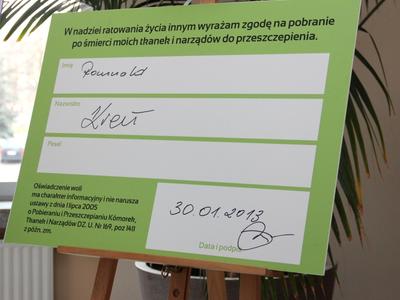 W nadziei ratowania życia innym wyrażam zgodę na pobranie
po śmierci moich tkanek i narządów do przeszczepienia.
Imię
Romuald
Nazwisko
Kreń
Pesel
Oświadczenie woli
ma charakter informacyjny i nie narusza
ustawy z dnia 1 lipca 2005
o Pobieraniu i Przeszczepianiu Komórek,
Tkanek i Narządów DZ. U. Nr 169, poz 1411
z późn. zm.
30.01.2013
Data i podpis